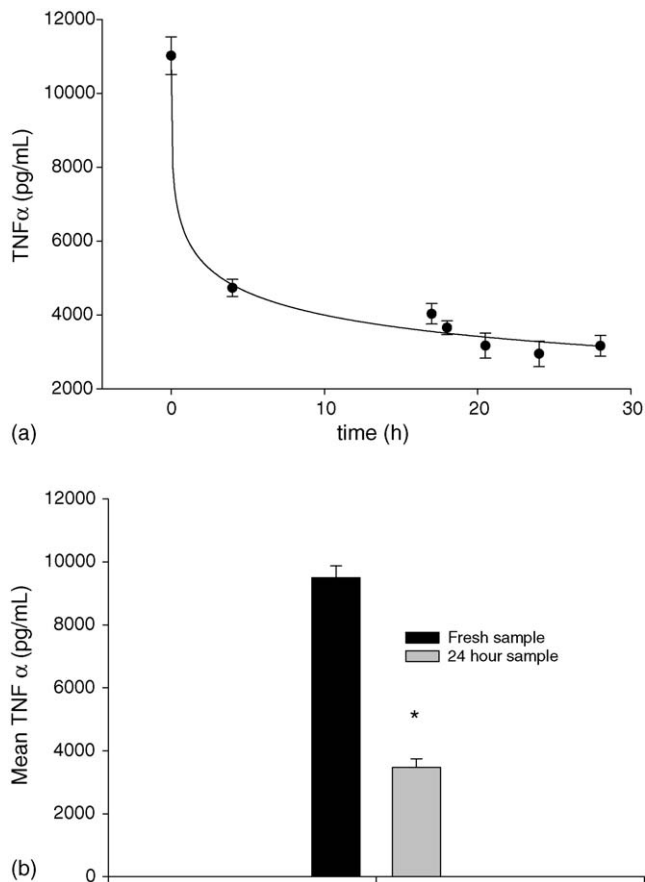 12000
10000
8000
6000
4000
2000
TNFα (pg/mL)
0 10 20 30
(a) time (h)
12000
10000
8000
6000
4000
2000
0
Mean TNF α (pg/mL)
Fresh sample
24 hour sample
*
(b)